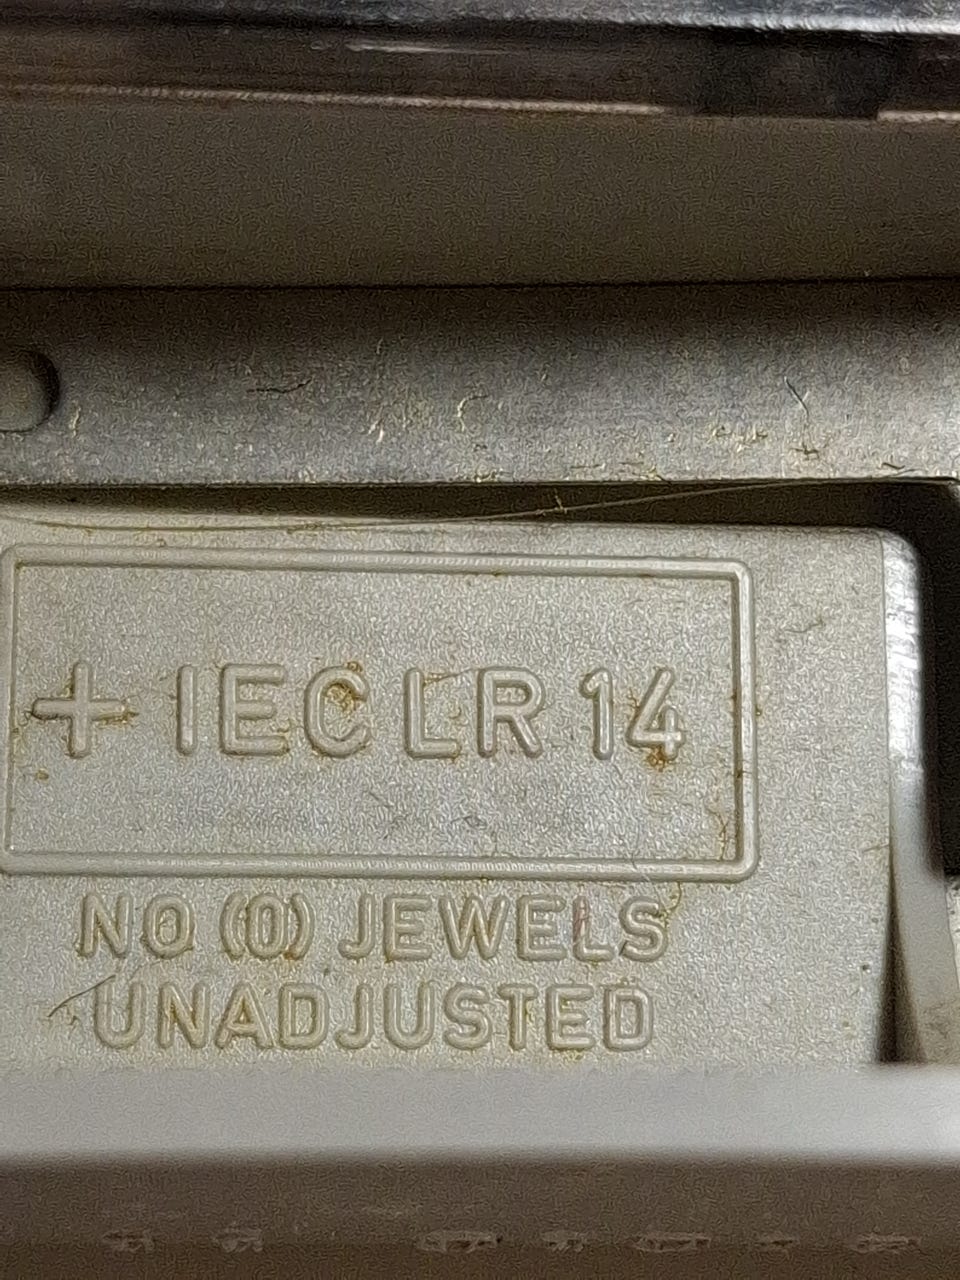 + IEC LR 14
NO (0) JEWELS
UNADJUSTED